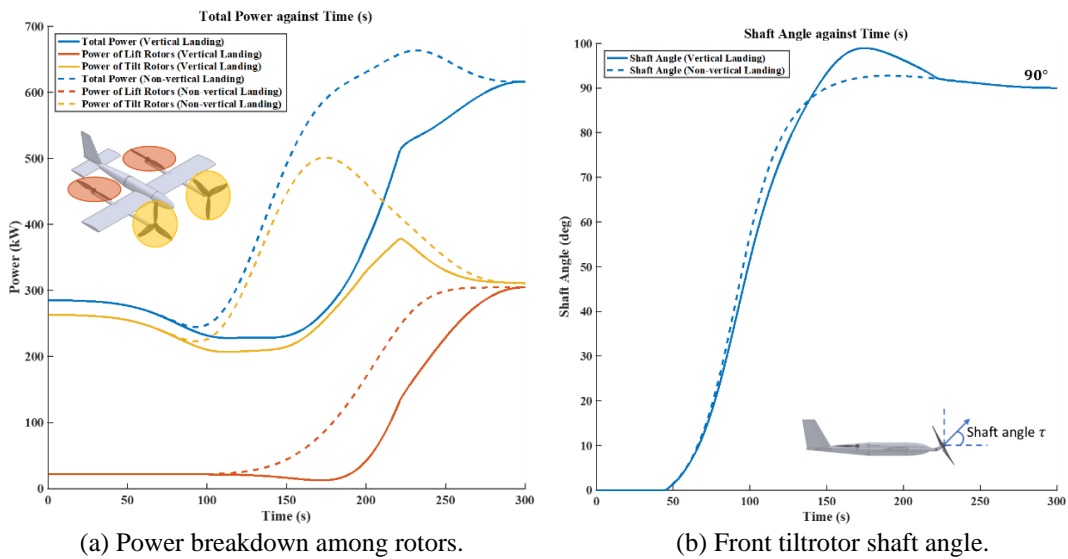 Total Power against Time (s)
Total Power (Vertical Landing)
Power of Lift Rotors (Vertical Landing)
Power of Tilt Rotors (Vertical Landing)
Total Power (Non-vertical Landing)
Power of Lift Rotors (Non-vertical Landing)
Power of Tilt Rotors (Non-vertical Landing)
Power (kW)
700
600
500
400
300
200
100
0
0 50 100 150 200 250 300
Time (s)
(a) Power breakdown among rotors.
Shaft Angle against Time (s)
Shaft Angle (Vertical Landing)
Shaft Angle (Non-vertical Landing)
90°
Shaft Angle (deg)
100
90
80
70
60
50
40
30
20
10
0
Shaft angle τ
0 50 100 150 200 250 300
Time (s)
(b) Front tiltrotor shaft angle.